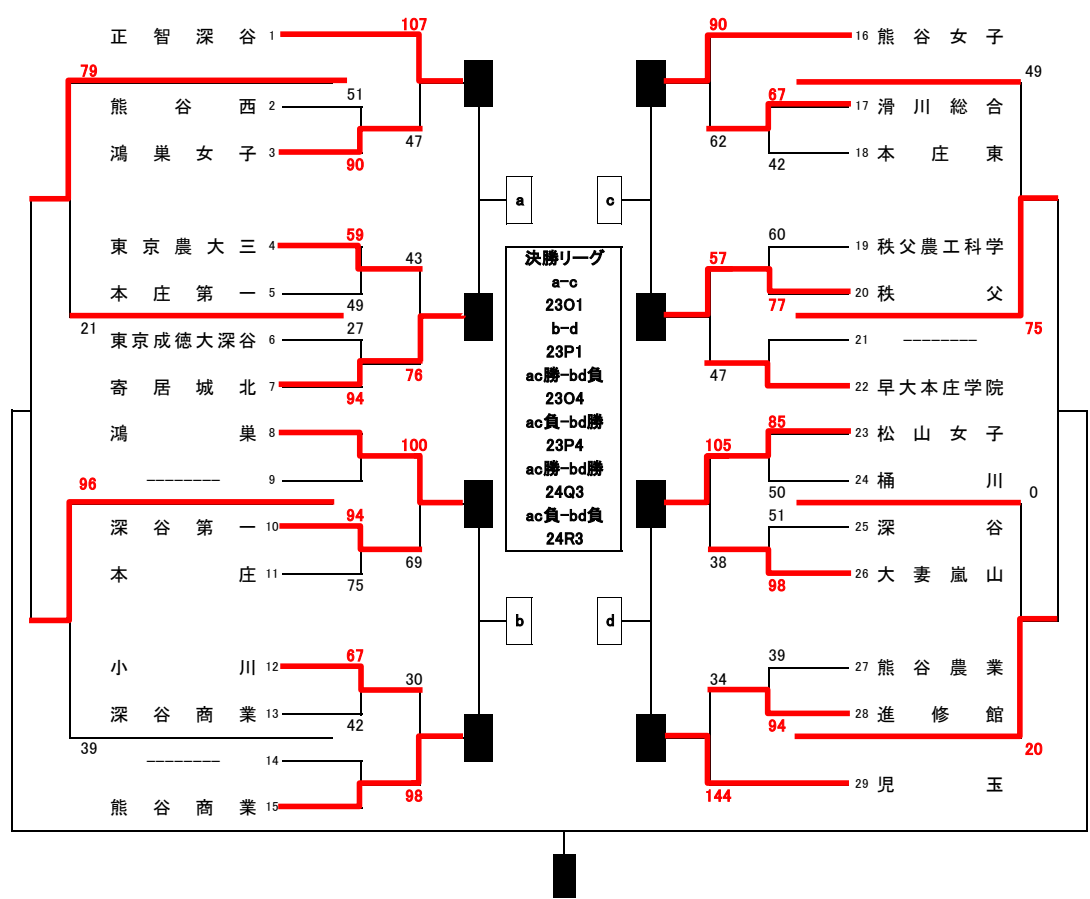 107
正智深谷 1
79
51
熊谷西 2
47
鴻巣女子 3
90
a
59
東京農大三 4
43
本庄第一 5
49
21
27
東京成徳大深谷 6
76
寄居城北 7
94
鴻巣 8
100
-------- 9
96
94
深谷第一 10
69
本庄 11
75
b
67
小川 12
30
深谷商業 13
42
39
-------- 14
98
熊谷商業 15
決勝リーグ
a-c
23O1
b-d
23P1
ac勝-bd負
23O4
ac負-bd勝
23P4
ac勝-bd勝
24Q3
ac負-bd負
24R3
90
16 熊谷女子
49
67
17 滑川総合
62
18 本庄東
42
c
60
19 秩父農工科学
57
20 秩父
77
75
21 --------
47
22 早大本庄学院
85
23 松山女子
105
24 桶川
50
0
51
25 深谷
38
26 大妻嵐山
98
d
39
27 熊谷農業
34
28 進修館
94
20
29 児玉
144